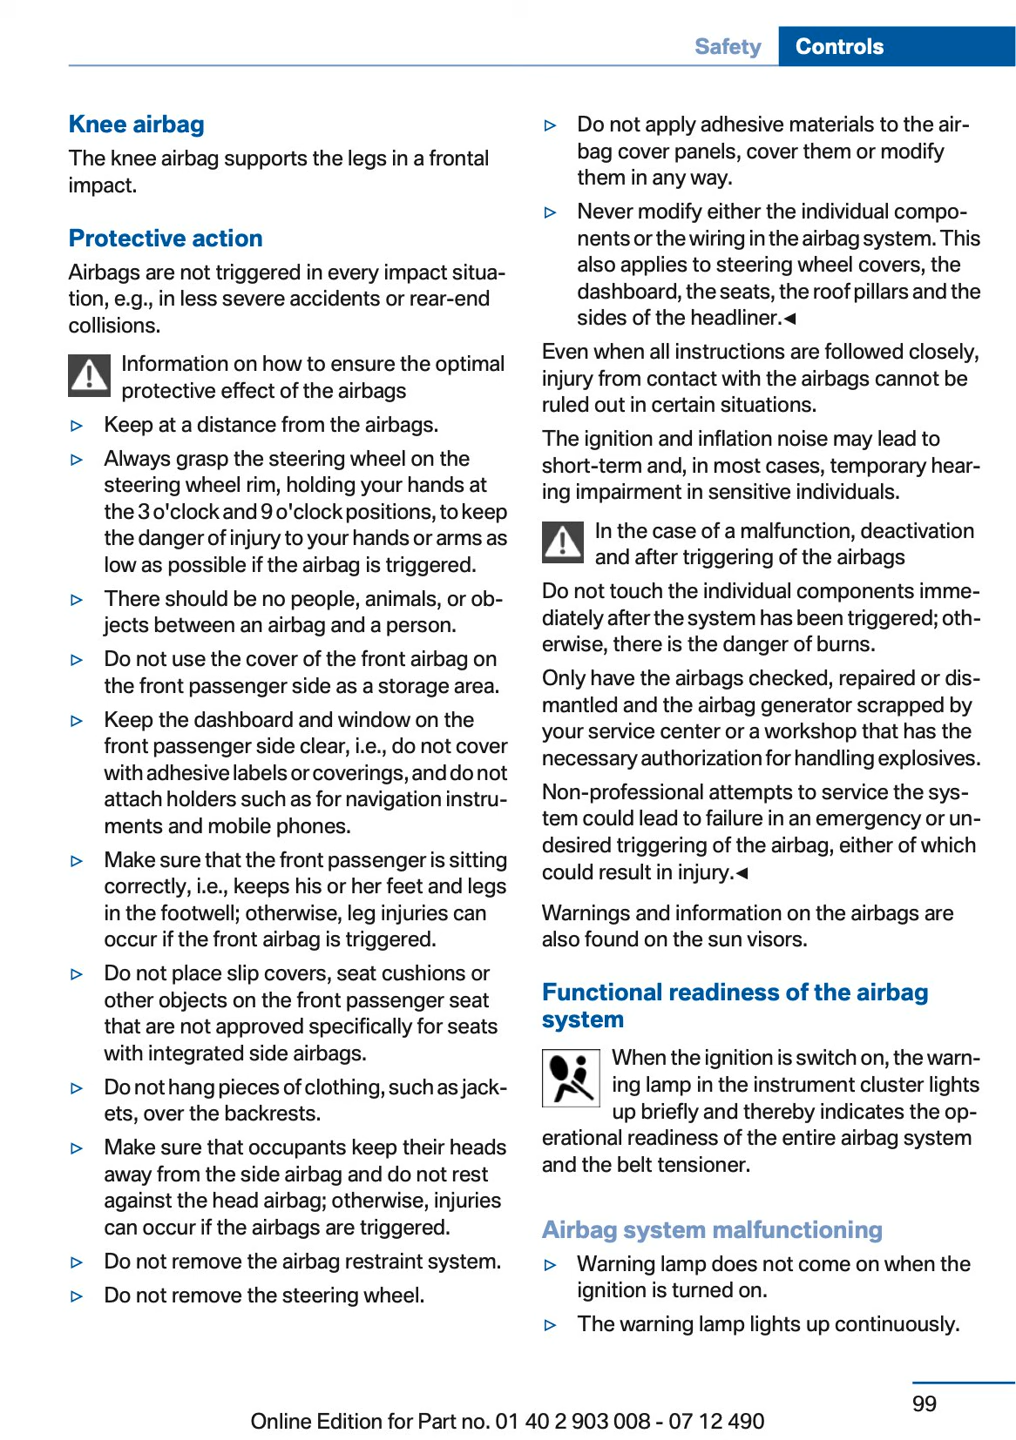 Safety Controls
Knee airbag
The knee airbag supports the legs in a frontal
impact.
Protective action
Airbags are not triggered in every impact situa-
tion, e.g., in less severe accidents or rear-end
collisions.
Information on how to ensure the optimal
protective effect of the airbags
▷ Keep at a distance from the airbags.
▷ Always grasp the steering wheel on the
steering wheel rim, holding your hands at
the 3 o'clock and 9 o'clock positions, to keep
the danger of injury to your hands or arms as
low as possible if the airbag is triggered.
▷ There should be no people, animals, or ob-
jects between an airbag and a person.
▷ Do not use the cover of the front airbag on
the front passenger side as a storage area.
▷ Keep the dashboard and window on the
front passenger side clear, i.e., do not cover
with adhesive labels or coverings, and do not
attach holders such as for navigation instru-
ments and mobile phones.
▷ Make sure that the front passenger is sitting
correctly, i.e., keeps his or her feet and legs
in the footwell; otherwise, leg injuries can
occur if the front airbag is triggered.
▷ Do not place slip covers, seat cushions or
other objects on the front passenger seat
that are not approved specifically for seats
with integrated side airbags.
▷ Do not hang pieces of clothing, such as jack-
ets, over the backrests.
▷ Make sure that occupants keep their heads
away from the side airbag and do not rest
against the head airbag; otherwise, injuries
can occur if the airbags are triggered.
▷ Do not remove the airbag restraint system.
▷ Do not remove the steering wheel.
▷ Do not apply adhesive materials to the air-
bag cover panels, cover them or modify
them in any way.
▷ Never modify either the individual compo-
nents or the wiring in the airbag system. This
also applies to steering wheel covers, the
dashboard, the seats, the roof pillars and the
sides of the headliner.◀
Even when all instructions are followed closely,
injury from contact with the airbags cannot be
ruled out in certain situations.
The ignition and inflation noise may lead to
short-term and, in most cases, temporary hear-
ing impairment in sensitive individuals.
In the case of a malfunction, deactivation
and after triggering of the airbags
Do not touch the individual components imme-
diately after the system has been triggered; oth-
erwise, there is the danger of burns.
Only have the airbags checked, repaired or dis-
mantled and the airbag generator scrapped by
your service center or a workshop that has the
necessary authorization for handling explosives.
Non-professional attempts to service the sys-
tem could lead to failure in an emergency or un-
desired triggering of the airbag, either of which
could result in injury.◀
Warnings and information on the airbags are
also found on the sun visors.
Functional readiness of the airbag
system
When the ignition is switch on, the warn-
ing lamp in the instrument cluster lights
up briefly and thereby indicates the op-
erational readiness of the entire airbag system
and the belt tensioner.
Airbag system malfunctioning
▷ Warning lamp does not come on when the
ignition is turned on.
▷ The warning lamp lights up continuously.
99
Online Edition for Part no. 01 40 2 903 008 - 07 12 490